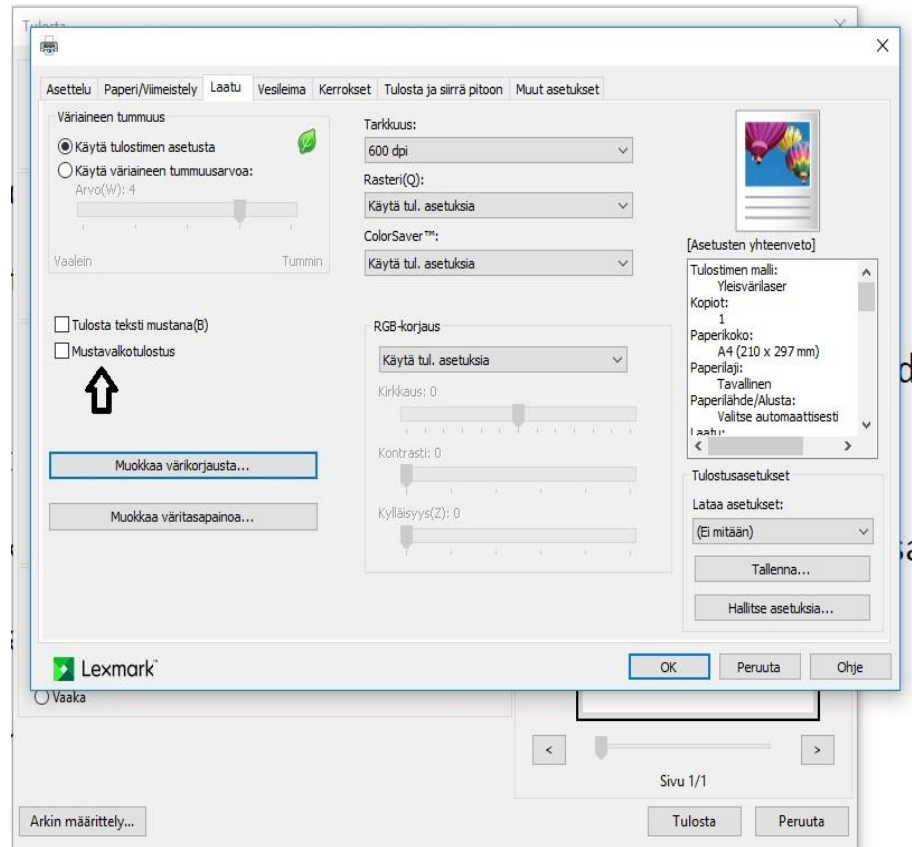 Tulosta
Asettelu Paperi/Viimeistely Laatu Vesileima Kerrokset Tulosta ja siirrä pitoon Muut asetukset
Väriaineen tummuus
Käytä tulostimen asetusta
Käytä väriaineen tummuusarvoa:
Arvo(W): 4
Vaalein Tummin
Tulosta teksti mustana(B)
Mustavalkotulostus
Muokkaa värikorjausta...
Muokkaa väritasapainoa...
Tarkkuus:
600 dpi
Rasteri(Q):
Käytä tul. asetuksia
ColorSaver™:
Käytä tul. asetuksia
RGB-korjaus
Käytä tul. asetuksia
Kirkkaus: 0
Kontrasti: 0
Kylläisyys(Z): 0
[Asetusten yhteenveto]
Tulostimen malli:
Yleisvärilaser
Kopiot:
1
Paperikoko:
A4 (210 x 297 mm)
Paperilaji:
Tavallinen
Paperilähde/Alusta:
Valitse automaattisesti
Laatu:
Tulostusasetukset
Lataa asetukset:
(Ei mitään)
Tallenna...
Hallitse asetuksia...
Lexmark™
OK Peruuta Ohje
Vaaka
< >
Sivu 1/1
Arkin määrittely... Tulosta Peruuta